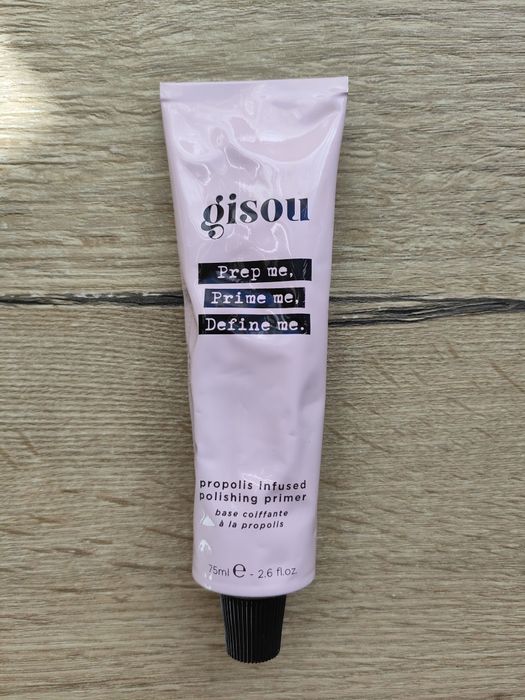 gisou
Prep me,
Prime me,
Define me.
propolis infused
polishing primer
base coiffante
à la propolis
75ml ℮ - 2.6 fl.oz.